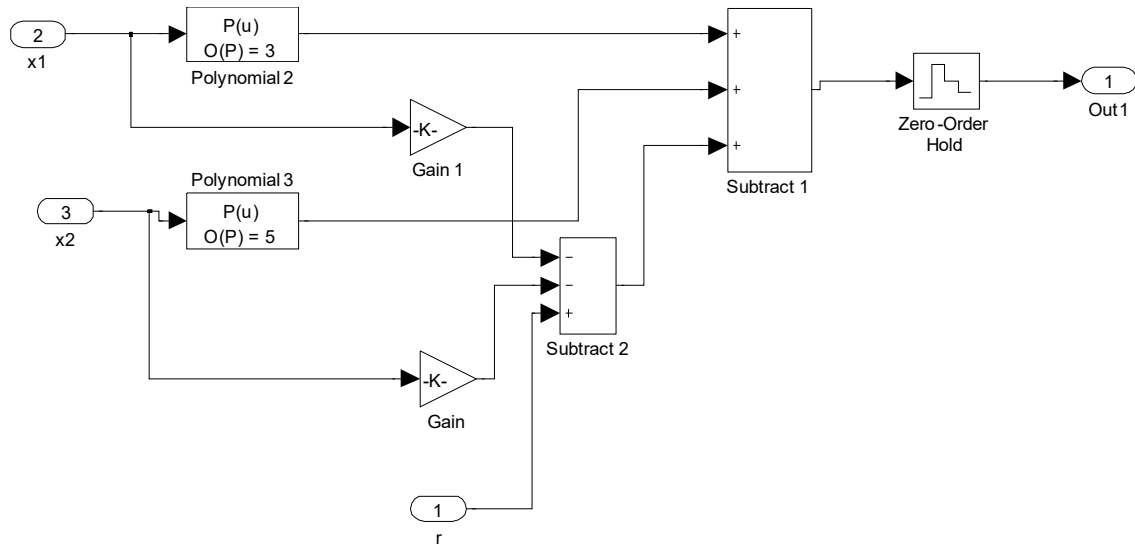 2
x1
P(u)
O(P) = 3
Polynomial 2
-K-
Gain 1
Polynomial 3
3
x2
P(u)
O(P) = 5
-K-
Gain
1
r
−
−
+
Subtract 2
+
+
+
Subtract 1
Zero-Order
Hold
1
Out1